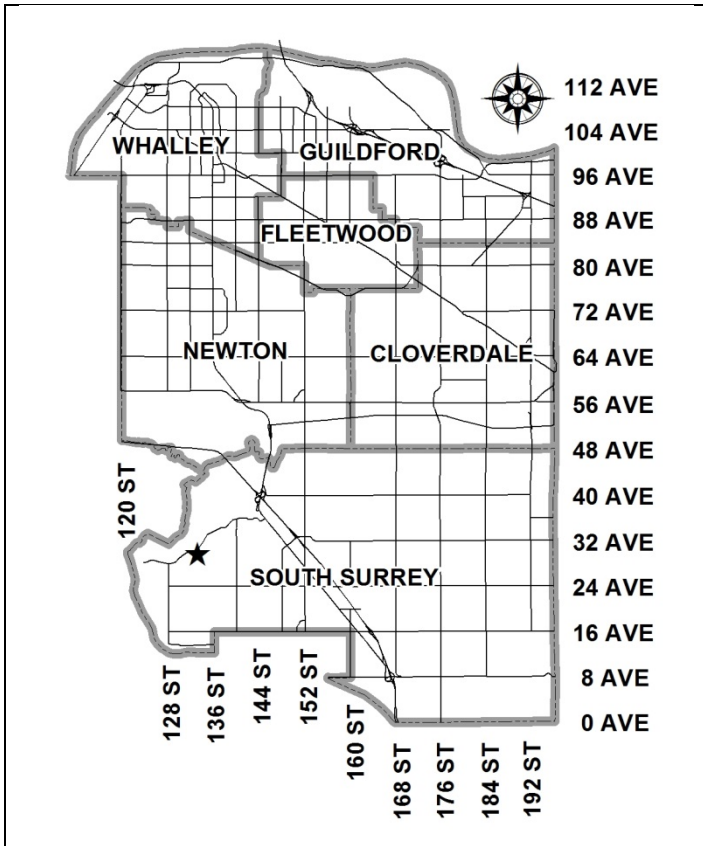 112 AVE
104 AVE
WHALLEY
GUILDFORD
96 AVE
88 AVE
FLEETWOOD
80 AVE
72 AVE
NEWTON
CLOVERDALE
64 AVE
56 AVE
48 AVE
120 ST
40 AVE
32 AVE
SOUTH SURREY
24 AVE
16 AVE
128 ST
136 ST
144 ST
152 ST
160 ST
8 AVE
0 AVE
168 ST
176 ST
184 ST
192 ST